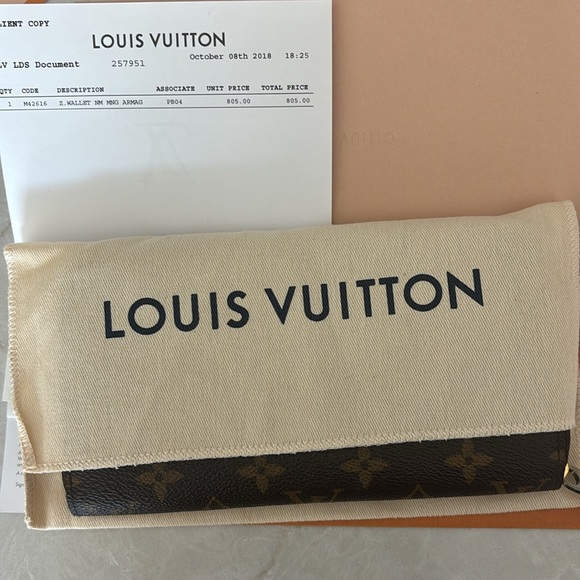 LIENT COPY
LOUIS VUITTON
October 08th 2018 18:25
LV LDS Document 257951
QTY CODE DESCRIPTION ASSOCIATE UNIT PRICE TOTAL PRICE
1 M42616 Z.WALLET NM MNG ARMAG PB04 805.00 805.00
LOUIS VUITTON